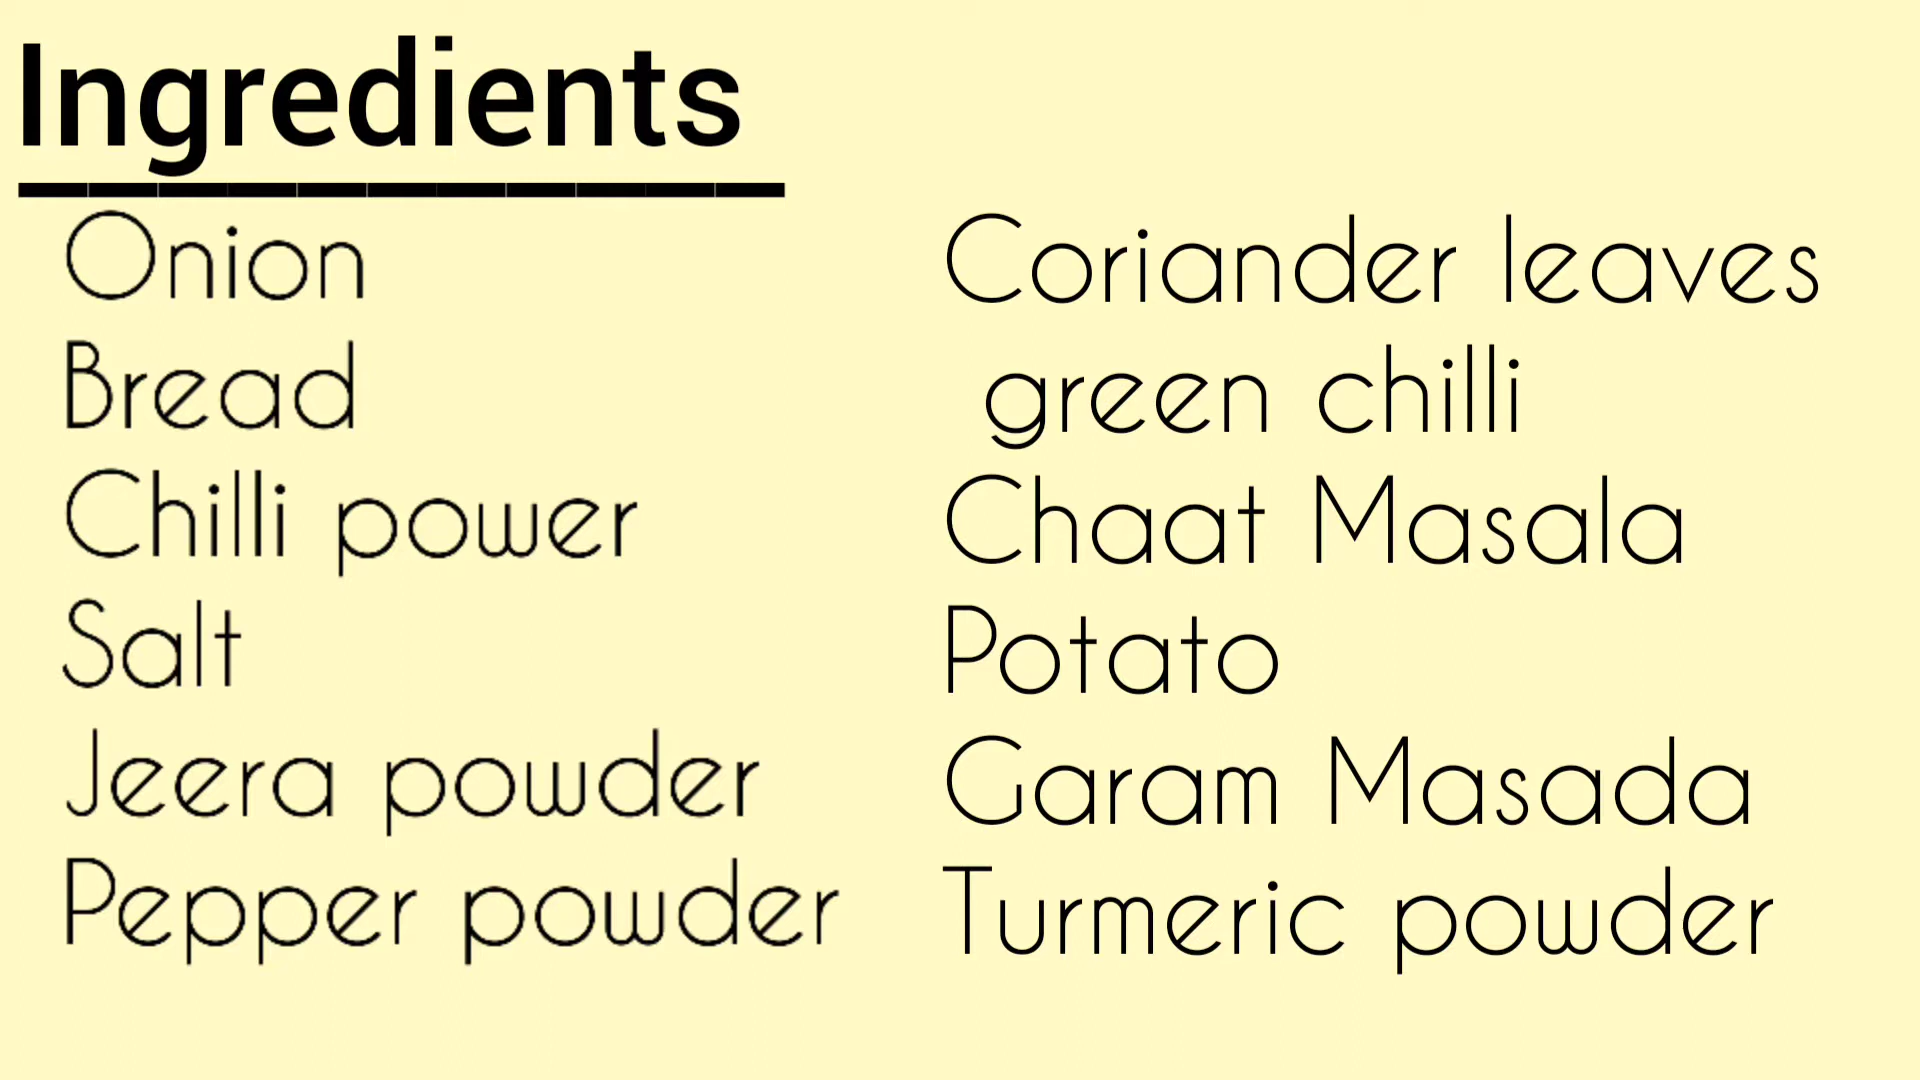 Ingredients
Onion
Bread
Chilli power
Salt
Jeera powder
Pepper powder
Coriander leaves
green chilli
Chaat Masala
Potato
Garam Masada
Turmeric powder